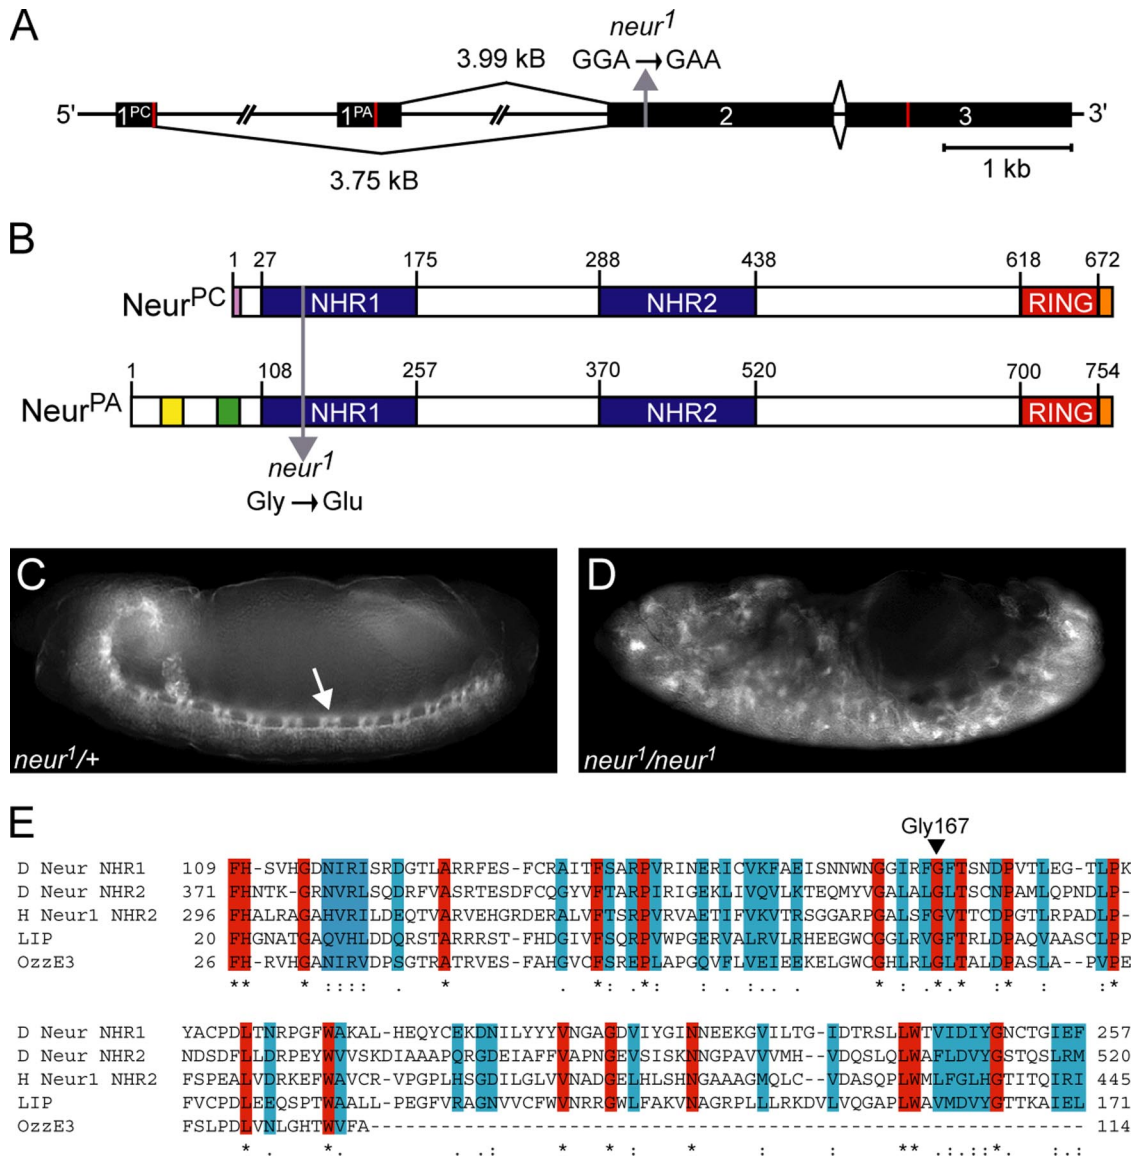 A
neur1
GGA → GAA
3.99 kB
5'
1PC
1PA
2
3
3'
3.75 kB
1 kb
B
1 27 175 288 438 618 672
NeurPC
NHR1 NHR2 RING
1 108 257 370 520 700 754
NeurPA
NHR1 NHR2 RING
neur1
Gly → Glu
C
neur1/+
D
neur1/neur1
E
Gly167
D Neur NHR1 109 FH-SVHGDNIRISRDGTLARRFES-FCRAITFSARPVRINERICVKFAEISNNWNGGIRFGFTSNDPVTLEG-TLPK
D Neur NHR2 371 FHNTK-GRNVRLSQDRFVASRTESDFCQGYVFTARPIRIGEKLIVQVLKTEQMYVGALALGLTSCNPAMLQPNDLP-
H Neur1 NHR2 296 FHALRAGAHVRILDEQTVARVEHGRDERALVFTSRPVRVAETIFVKVTRSGGARPGALSFGVTTCDPGTLRPADLP-
LIP 20 FHGNATGAQVHLDDQRSTARRRST-FHDGIVFSQRPVWPGERVALRVLRHEEGWCGGLRVGFTRLDPAQVAASCLPP
OzzE3 26 FH-RVHGANIRVDPSGTRATRVES-FAHGVCFSREPLAPGQVFLVEIEEKELGWCGHLRLGLTALDPASLA--PVPE
** * :::: . * . *: .* : : .: :.. . * : .* * :* : :*
D Neur NHR1 YACPDLTNRPGFWAKAL-HEQYCEKDNILYYYVNGAGDVIYGINNEEKGVILTG-IDTRSLLWTVIDIYGNCTGIEF 257
D Neur NHR2 NDSDFLLDRPEYWVVSKDIAAAPQRGDEIAFFVAPNGEVSISKNNGPAVVVMH--VDQSLQLWAFLDVYGSTQSLRM 520
H Neur1 NHR2 FSPEALVDRKEFWAVCR-VPGPLHSGDILGLVVNADGELHLSHNGAAAGMQLC--VDASQPLWMLFGLHGTITQIRI 445
LIP FVCPDLEEQSPTWAALL-PEGFVRAGNVVCFWVNRRGWLFAKVNAGRPLLLRKDVLVQGAPLWAVMDVYGTTKAIEL 171
OzzE3 FSLPDLVNLGHTWVFA------------------------------------------------------------ 114
* . *. . .: * * : * : : ** .:.::* :.: